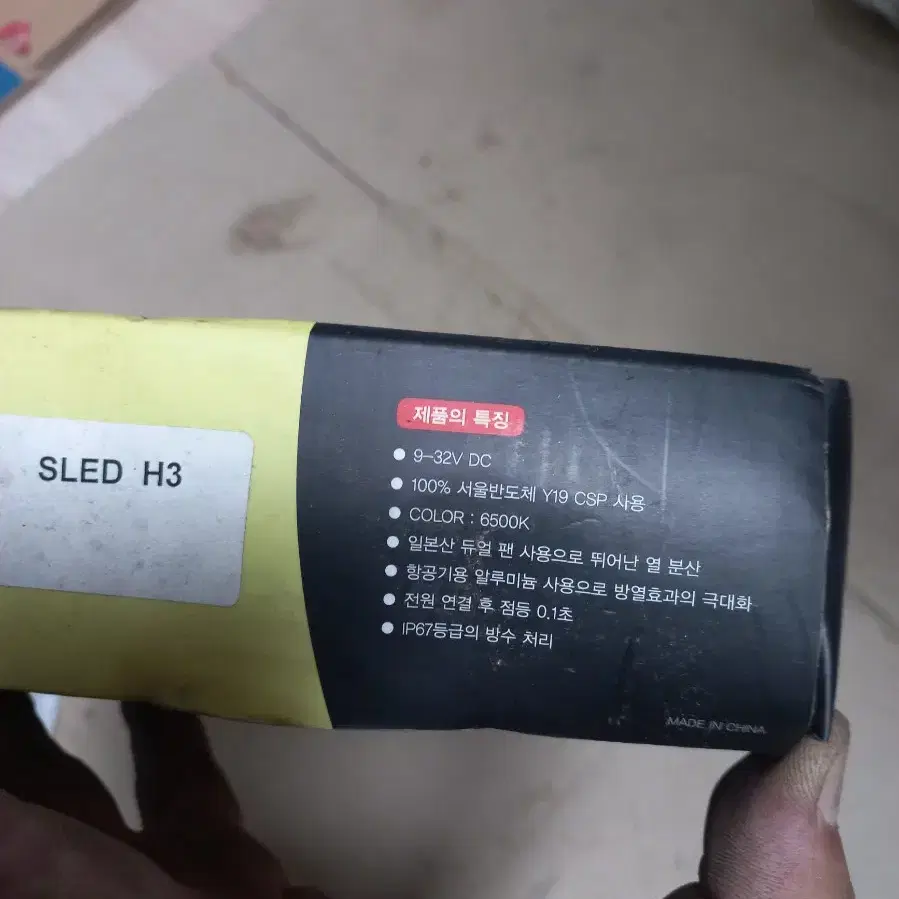 SLED H3
제품의 특징
● 9-32V DC
● 100% 서울반도체 Y19 CSP 사용
● COLOR : 6500K
● 일본산 듀얼 팬 사용으로 뛰어난 열 분산
● 항공기용 알루미늄 사용으로 방열효과의 극대화
● 전원 연결 후 점등 0.1초
● IP67등급의 방수 처리
MADE IN CHINA